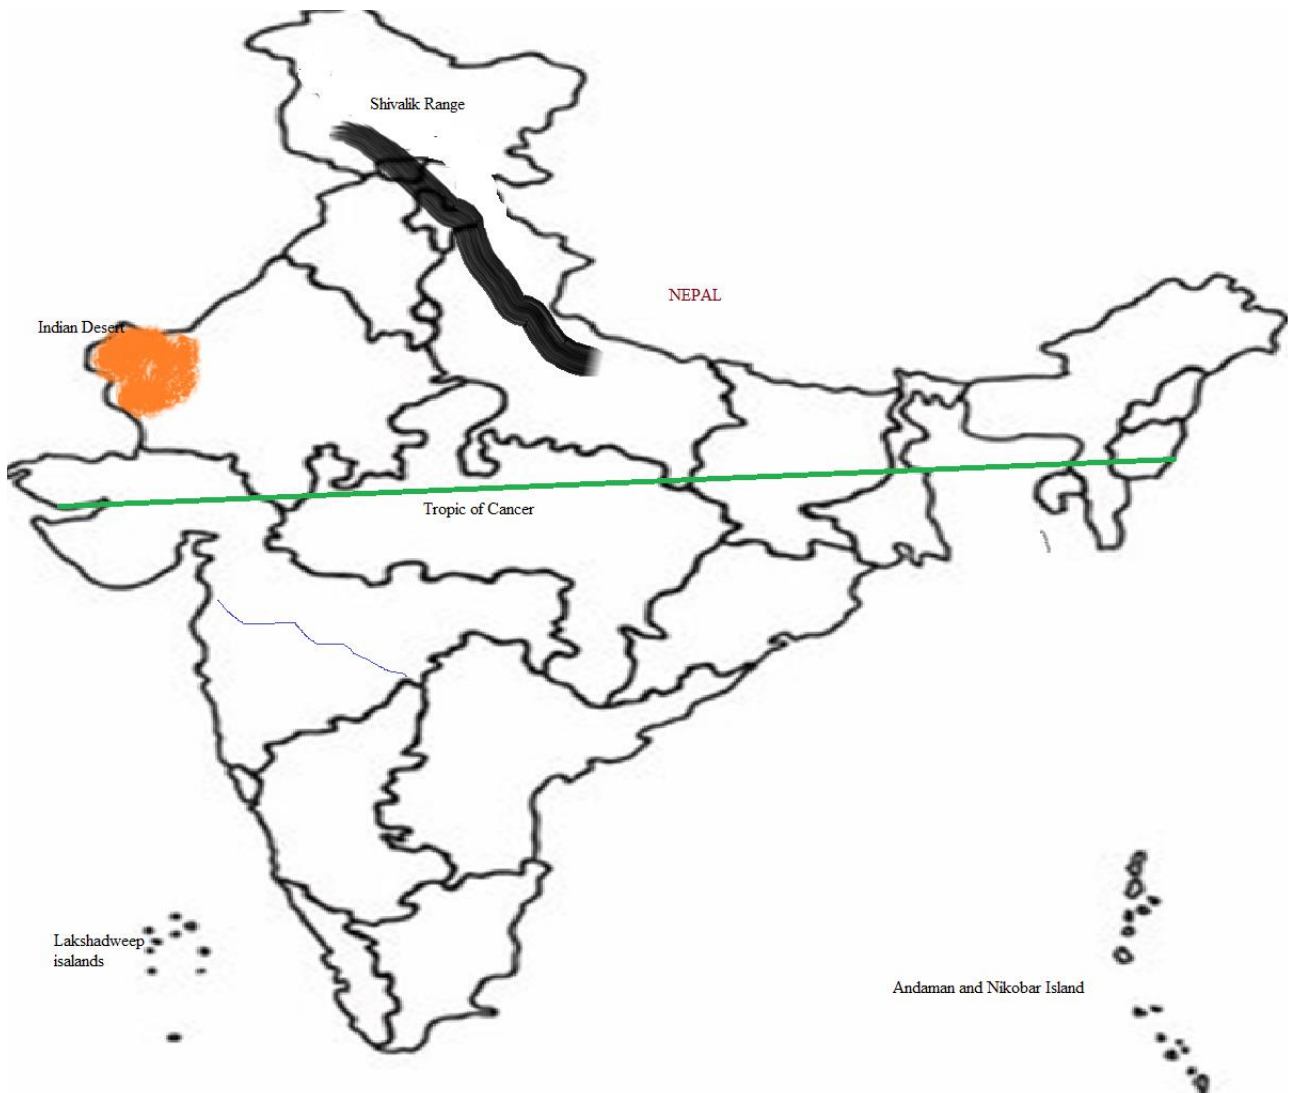 Shivalik Range
NEPAL
Indian Desert
Tropic of Cancer
Lakshadweep
isalands
Andaman and Nikobar Island